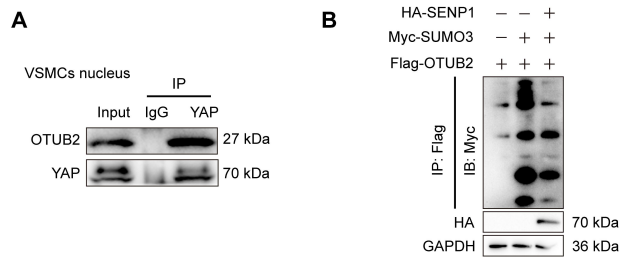 A
VSMCs nucleus
IP
Input IgG YAP
OTUB2 27 kDa
YAP 70 kDa
B
HA-SENP1 − − +
Myc-SUMO3 − + +
Flag-OTUB2 + + +
IP: Flag
IB: Myc
HA 70 kDa
GAPDH 36 kDa